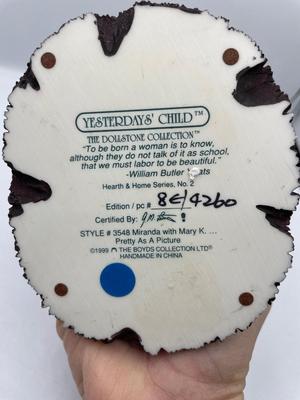 YESTERDAYS' CHILD™
THE DOLLSTONE COLLECTION™
"To be born a woman is to know,
although they do not talk of it as school,
that we must labor to be beautiful."
-William Butler Yeats
Hearth & Home Series, No. 2
Edition / pc # 8E/4260
Certified By:
STYLE # 3548 Miranda with Mary K. ...
Pretty As A Picture
©1999 THE BOYDS COLLECTION LTD®
HANDMADE IN CHINA